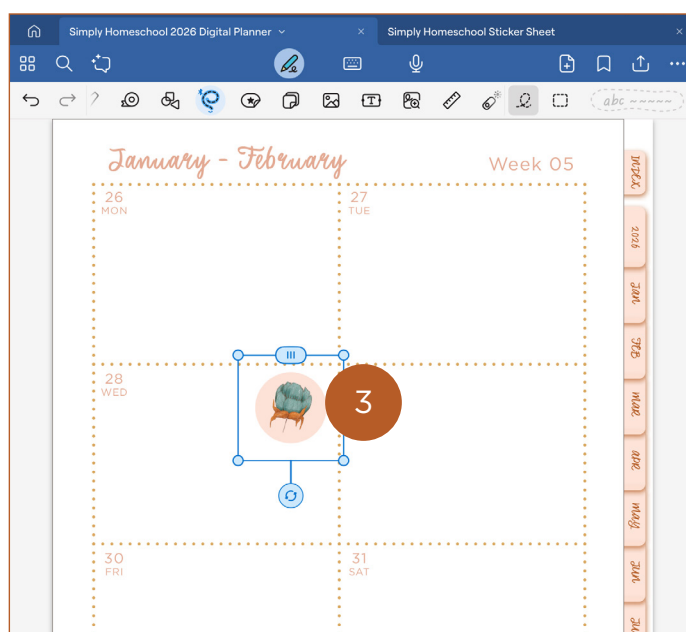 Simply Homeschool 2026 Digital Planner
Simply Homeschool Sticker Sheet
T
abc
January - February
Week 05
26
MON
27
TUE
28
WED
3
30
FRI
31
SAT
INDEX
2026
Jan
FEB
mar
apr
may
Jun